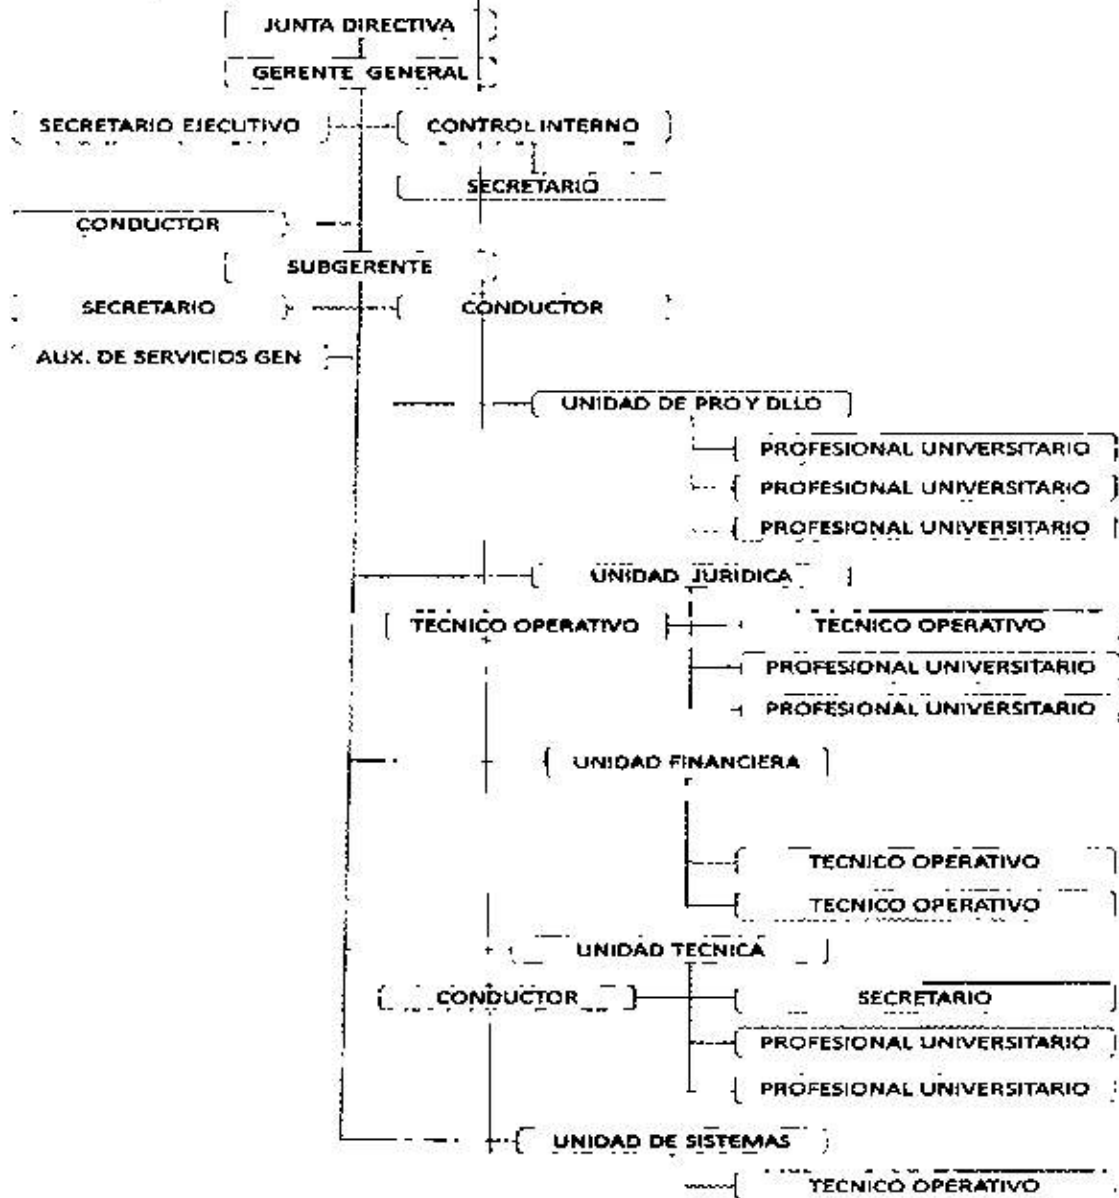 JUNTA DIRECTIVA
GERENTE GENERAL
SECRETARIO EJECUTIVO
CONTROL INTERNO
SECRETARIO
CONDUCTOR
SUBGERENTE
SECRETARIO
CONDUCTOR
AUX. DE SERVICIOS GEN
UNIDAD DE PRO Y DLLO
PROFESIONAL UNIVERSITARIO
PROFESIONAL UNIVERSITARIO
PROFESIONAL UNIVERSITARIO
UNIDAD JURIDICA
TECNICO OPERATIVO
TECNICO OPERATIVO
PROFESIONAL UNIVERSITARIO
PROFESIONAL UNIVERSITARIO
UNIDAD FINANCIERA
TECNICO OPERATIVO
TECNICO OPERATIVO
UNIDAD TECNICA
CONDUCTOR
SECRETARIO
PROFESIONAL UNIVERSITARIO
PROFESIONAL UNIVERSITARIO
UNIDAD DE SISTEMAS
TECNICO OPERATIVO